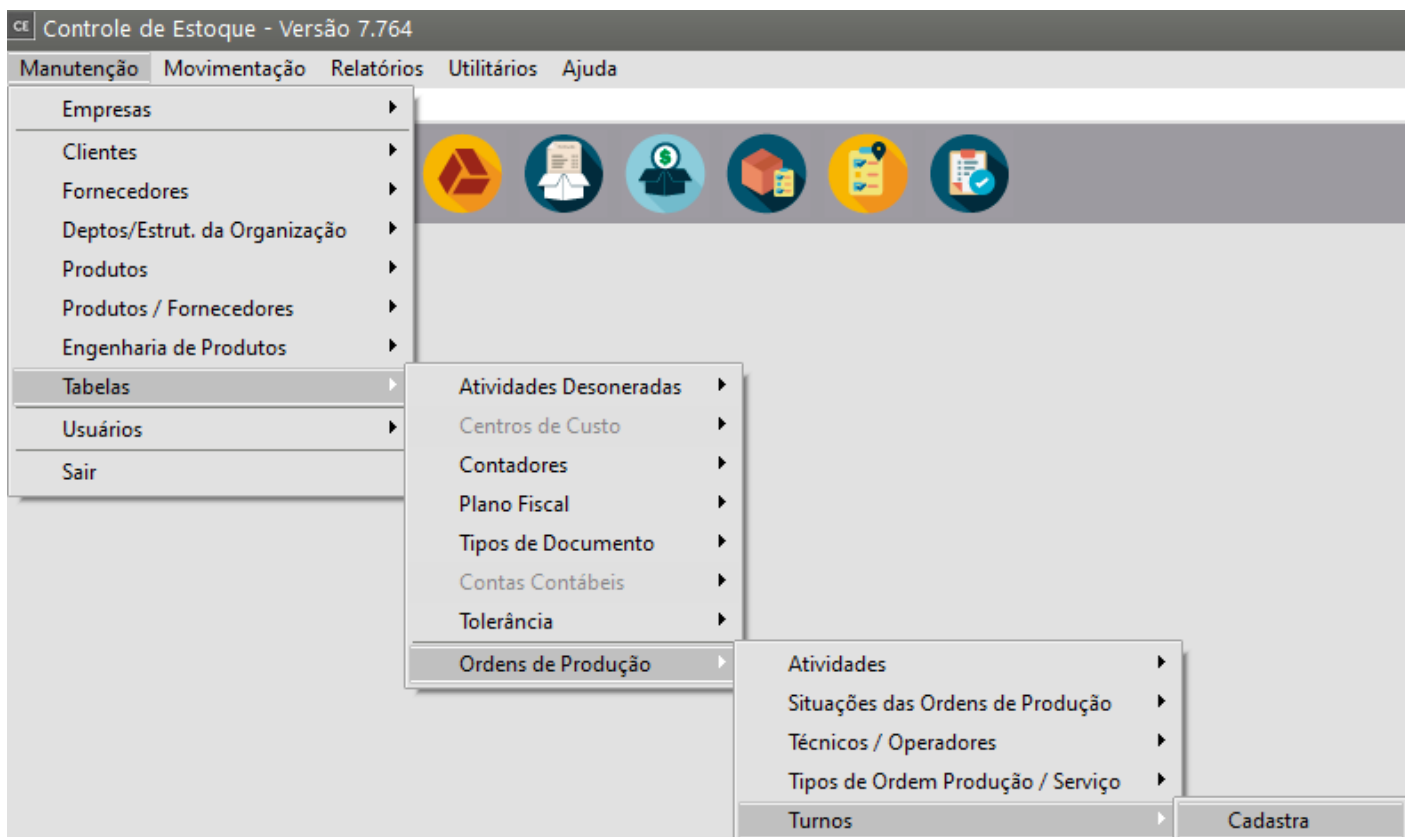 CE Controle de Estoque - Versão 7.764
Manutenção Movimentação Relatórios Utilitários Ajuda
Empresas
Clientes
Fornecedores
Deptos/Estrut. da Organização
Produtos
Produtos / Fornecedores
Engenharia de Produtos
Tabelas
Usuários
Sair
Atividades Desoneradas
Centros de Custo
Contadores
Plano Fiscal
Tipos de Documento
Contas Contábeis
Tolerância
Ordens de Produção
Atividades
Situações das Ordens de Produção
Técnicos / Operadores
Tipos de Ordem Produção / Serviço
Turnos
Cadastra